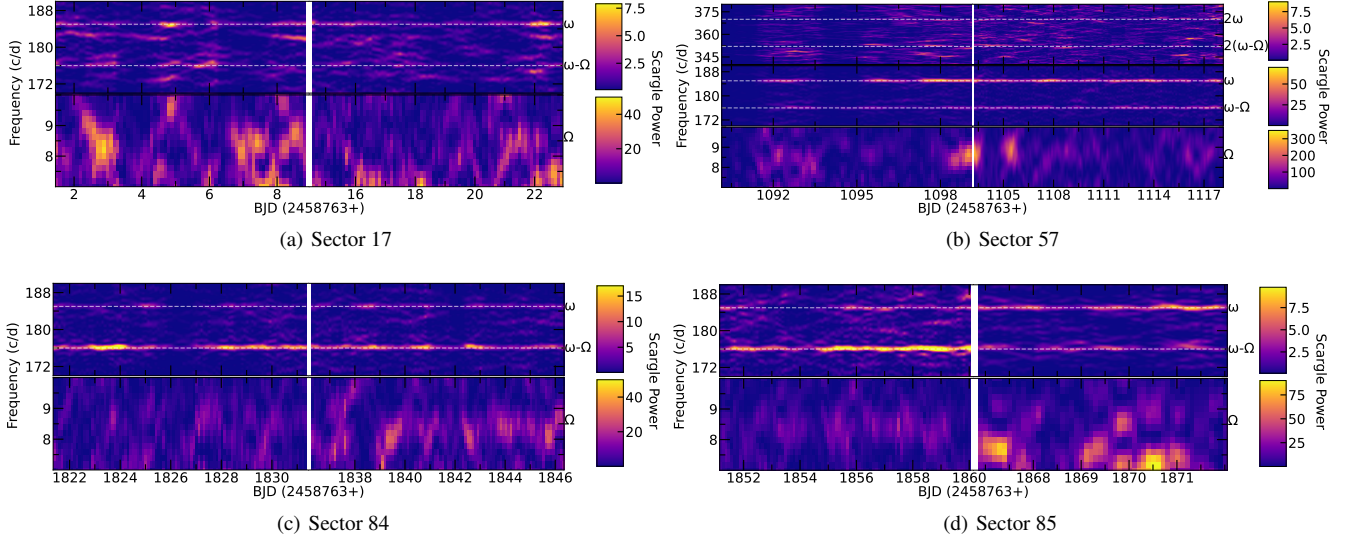 188
180
172
9
8
Frequency (c/d)
ω
ω-Ω
Ω
7.5
5.0
2.5
40
20
Scargle Power
2 4 6 8 16 18 20 22
BJD (2458763+)
(a) Sector 17
375
360
345
188
180
172
9
8
Frequency (c/d)
2ω
2(ω-Ω)
ω
ω-Ω
Ω
7.5
5.0
2.5
50
25
300
200
100
Scargle Power
1092 1095 1098 1105 1108 1111 1114 1117
BJD (2458763+)
(b) Sector 57
188
180
172
9
8
Frequency (c/d)
ω
ω-Ω
Ω
15
10
5
40
20
Scargle Power
1822 1824 1826 1828 1830 1838 1840 1842 1844 1846
BJD (2458763+)
(c) Sector 84
188
180
172
9
8
Frequency (c/d)
ω
ω-Ω
Ω
7.5
5.0
2.5
75
50
25
Scargle Power
1852 1854 1856 1858 1860 1868 1869 1870 1871
BJD (2458763+)
(d) Sector 85